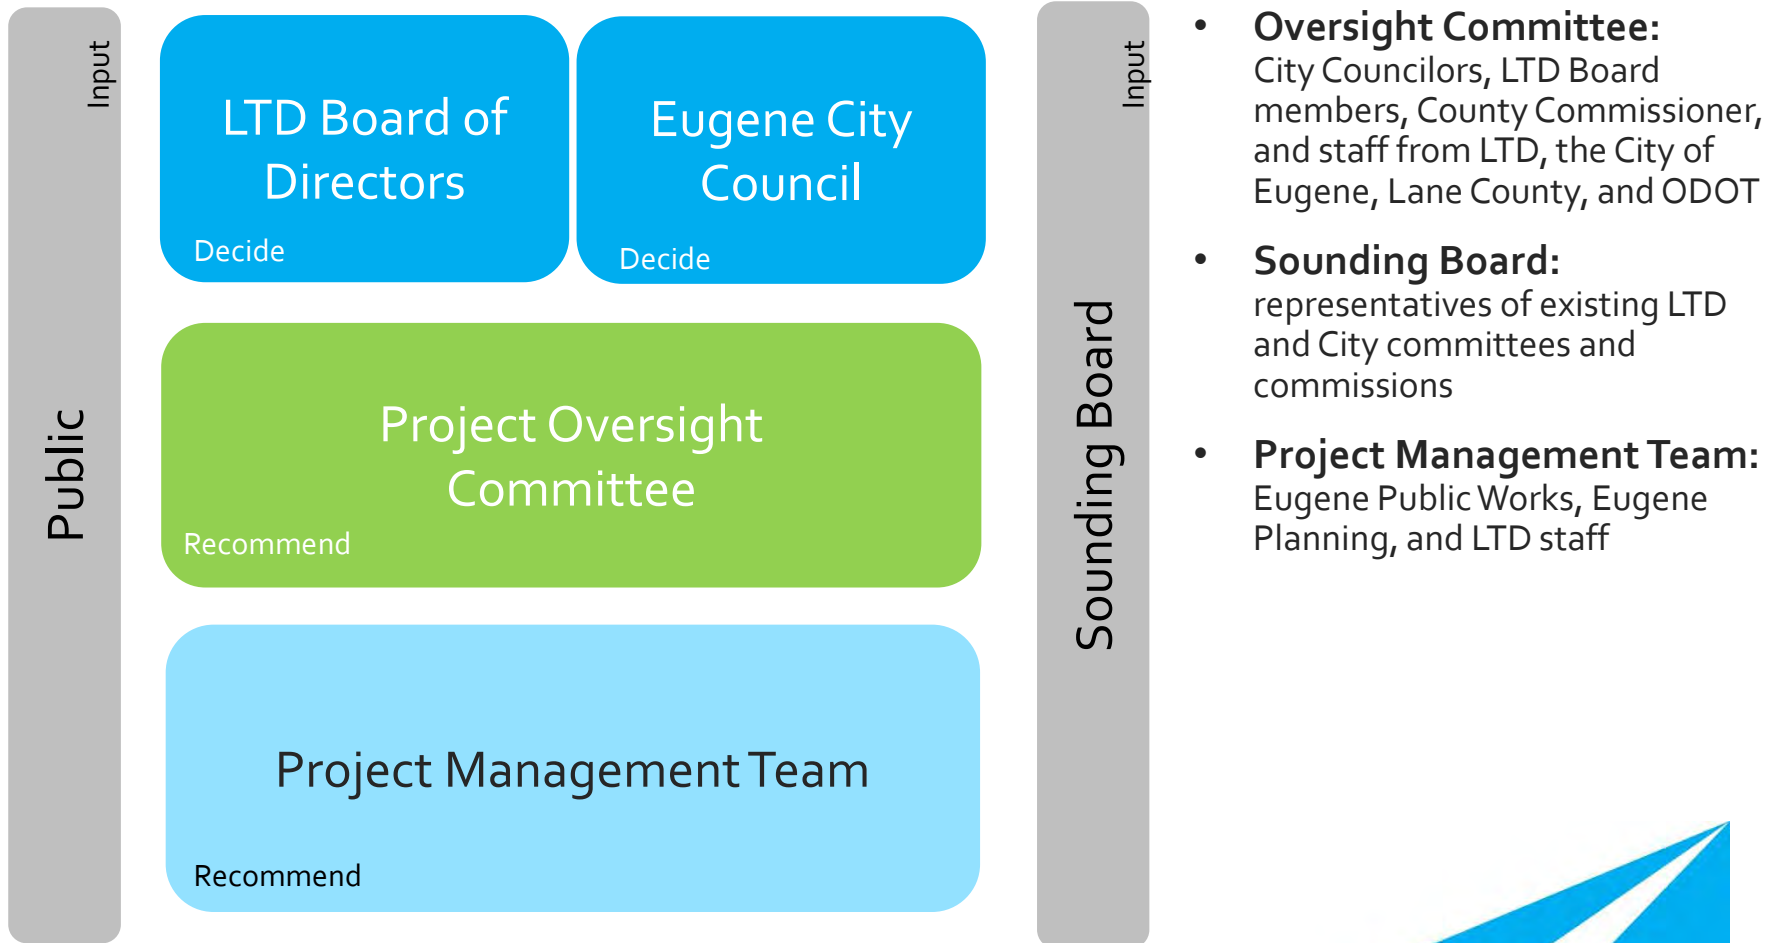 Input
Public
LTD Board of
Directors
Decide
Eugene City
Council
Decide
Project Oversight
Committee
Recommend
Project Management Team
Recommend
Input
Sounding Board
• Oversight Committee:
City Councilors, LTD Board
members, County Commissioner,
and staff from LTD, the City of
Eugene, Lane County, and ODOT
• Sounding Board:
representatives of existing LTD
and City committees and
commissions
• Project Management Team:
Eugene Public Works, Eugene
Planning, and LTD staff